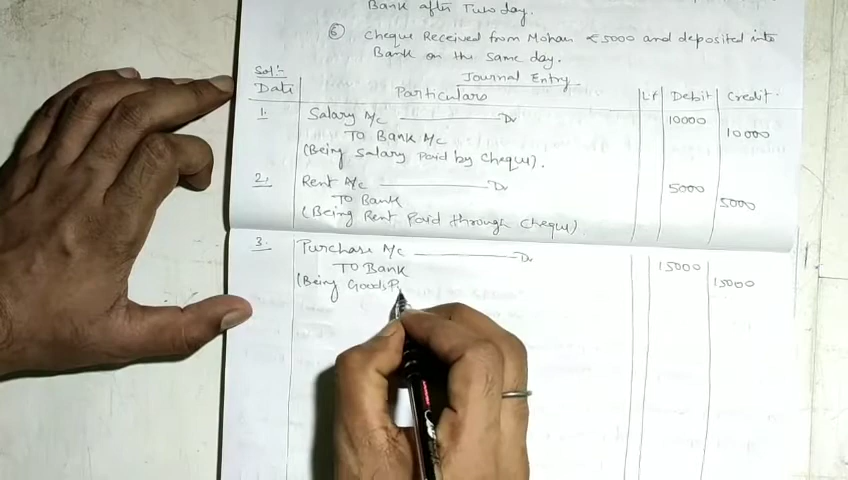 Bank after Two day.
⑥ Cheque Received from Mohan ₹5000 and deposited into
Bank on the same day.
Sol:-
Journal Entry
Date Particulars L.F Debit Credit.
1. Salary A/c Dr 10000
To Bank A/c 10000
(Being Salary Paid by Cheque).
2. Rent A/c Dr 5000
To Bank 5000
(Being Rent Paid through Cheque)
3. Purchase A/c Dr 15000
To Bank 15000
(Being Goods P